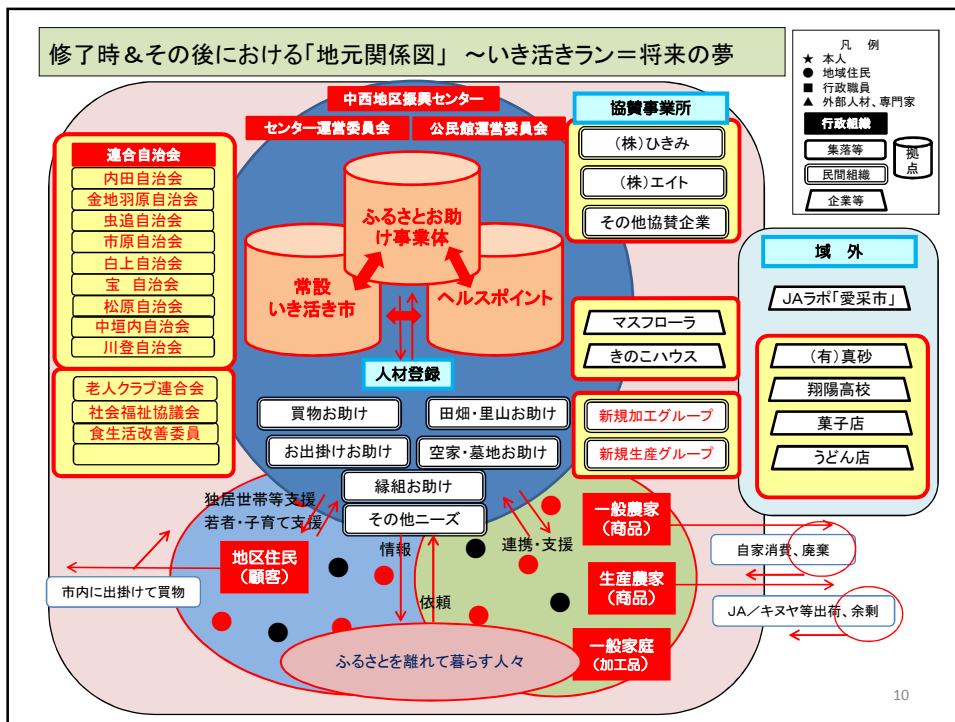 修了時&その後における「地元関係図」 ～いき活きラン＝将来の夢
凡 例
★ 本人
● 地域住民
■ 行政職員
▲ 外部人材、専門家
行政組織
集落等
民間組織
企業等
拠点
中西地区振興センター
センター運営委員会
公民館運営委員会
連合自治会
内田自治会
金地羽原自治会
虫追自治会
市原自治会
白上自治会
宝 自治会
松原自治会
中垣内自治会
川登自治会
老人クラブ連合会
社会福祉協議会
食生活改善委員
ふるさとお助
け事業体
常設
いき活き市
ヘルスポイント
人材登録
買物お助け
田畑・里山お助け
お出掛けお助け
空家・墓地お助け
縁組お助け
その他ニーズ
協賛事業所
（株）ひきみ
（株）エイト
その他協賛企業
マスフローラ
きのこハウス
新規加工グループ
新規生産グループ
域 外
JAラポ「愛采市」
（有）真砂
翔陽高校
菓子店
うどん店
独居世帯等支援
若者・子育て支援
地区住民
（顧客）
情報
依頼
連携・支援
一般農家
（商品）
生産農家
（商品）
一般家庭
（加工品）
市内に出掛けて買物
自家消費、廃棄
JA／キヌヤ等出荷、余剰
ふるさとを離れて暮らす人々
10